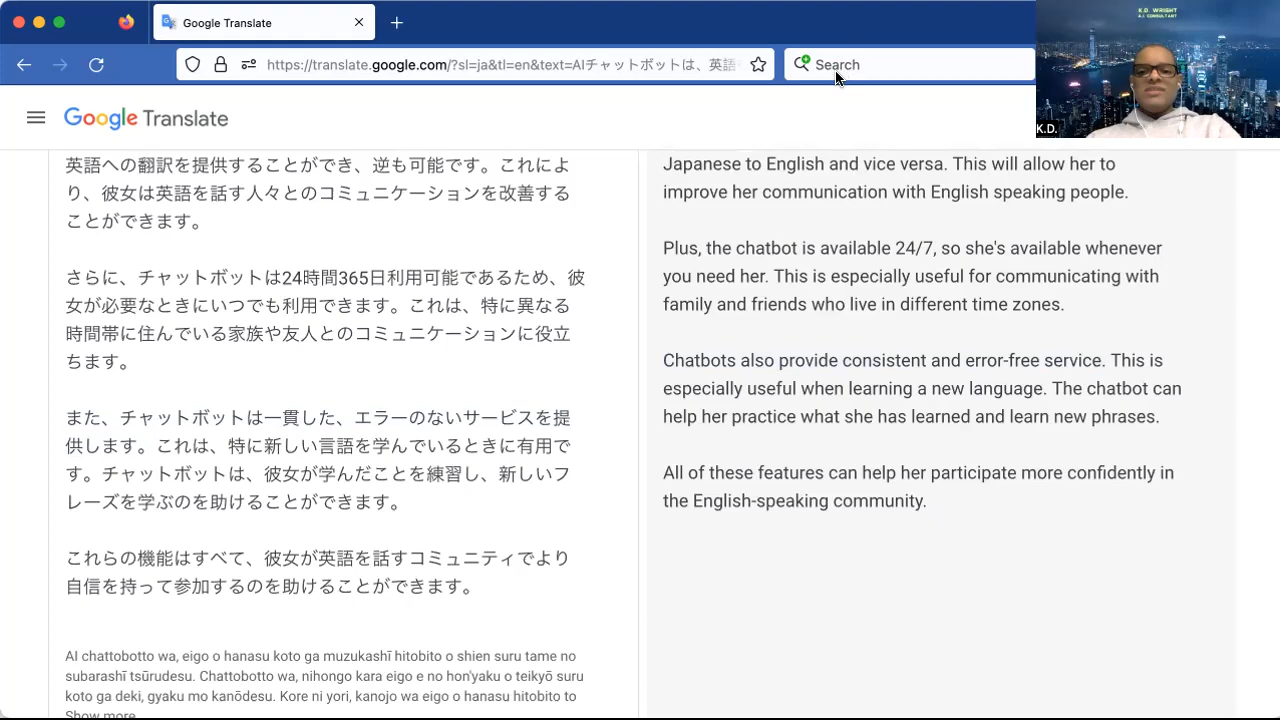 Google Translate
https://translate.google.com/?sl=ja&tl=en&text=AIチャットボットは、英語
Search
K.D. WRIGHT
A.I. CONSULTANT
K.D.
Google Translate
英語への翻訳を提供することができ、逆も可能です。これによ
り、彼女は英語を話す人々とのコミュニケーションを改善する
ことができます。
さらに、チャットボットは24時間365日利用可能であるため、彼
女が必要なときにいつでも利用できます。これは、特に異なる
時間帯に住んでいる家族や友人とのコミュニケーションに役立
ちます。
また、チャットボットは一貫した、エラーのないサービスを提
供します。これは、特に新しい言語を学んでいるときに有用で
す。チャットボットは、彼女が学んだことを練習し、新しいフ
レーズを学ぶのを助けることができます。
これらの機能はすべて、彼女が英語を話すコミュニティでより
自信を持って参加するのを助けることができます。
AI chattobotto wa, eigo o hanasu koto ga muzukashī hitobito o shien suru tame no
subarashī tsūrudesu. Chattobotto wa, nihongo kara eigo e no hon'yaku o teikyō suru
koto ga deki, gyaku mo kanōdesu. Kore ni yori, kanojo wa eigo o hanasu hitobito to
Show more
Japanese to English and vice versa. This will allow her to
improve her communication with English speaking people.
Plus, the chatbot is available 24/7, so she's available whenever
you need her. This is especially useful for communicating with
family and friends who live in different time zones.
Chatbots also provide consistent and error-free service. This is
especially useful when learning a new language. The chatbot can
help her practice what she has learned and learn new phrases.
All of these features can help her participate more confidently in
the English-speaking community.